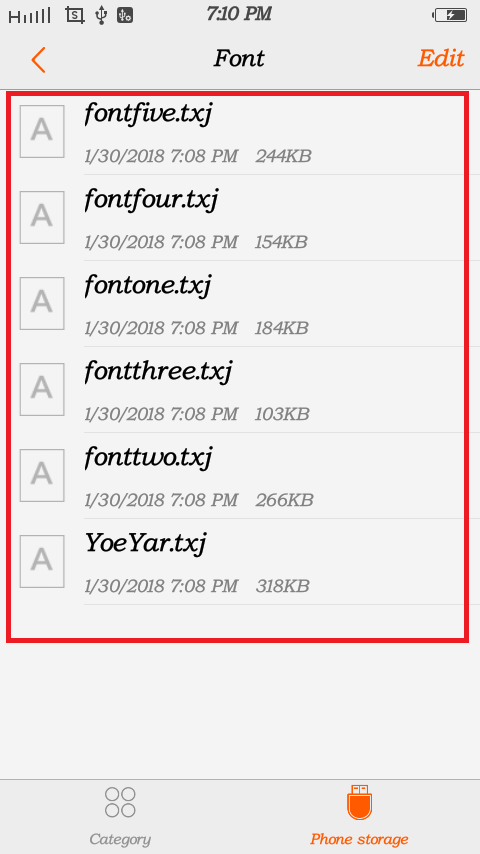 7:10 PM
Font
Edit
fontfive.txj
1/30/2018 7:08 PM 244KB
fontfour.txj
1/30/2018 7:08 PM 154KB
fontone.txj
1/30/2018 7:08 PM 184KB
fontthree.txj
1/30/2018 7:08 PM 103KB
fonttwo.txj
1/30/2018 7:08 PM 266KB
YoeYar.txj
1/30/2018 7:08 PM 318KB
Category
Phone storage